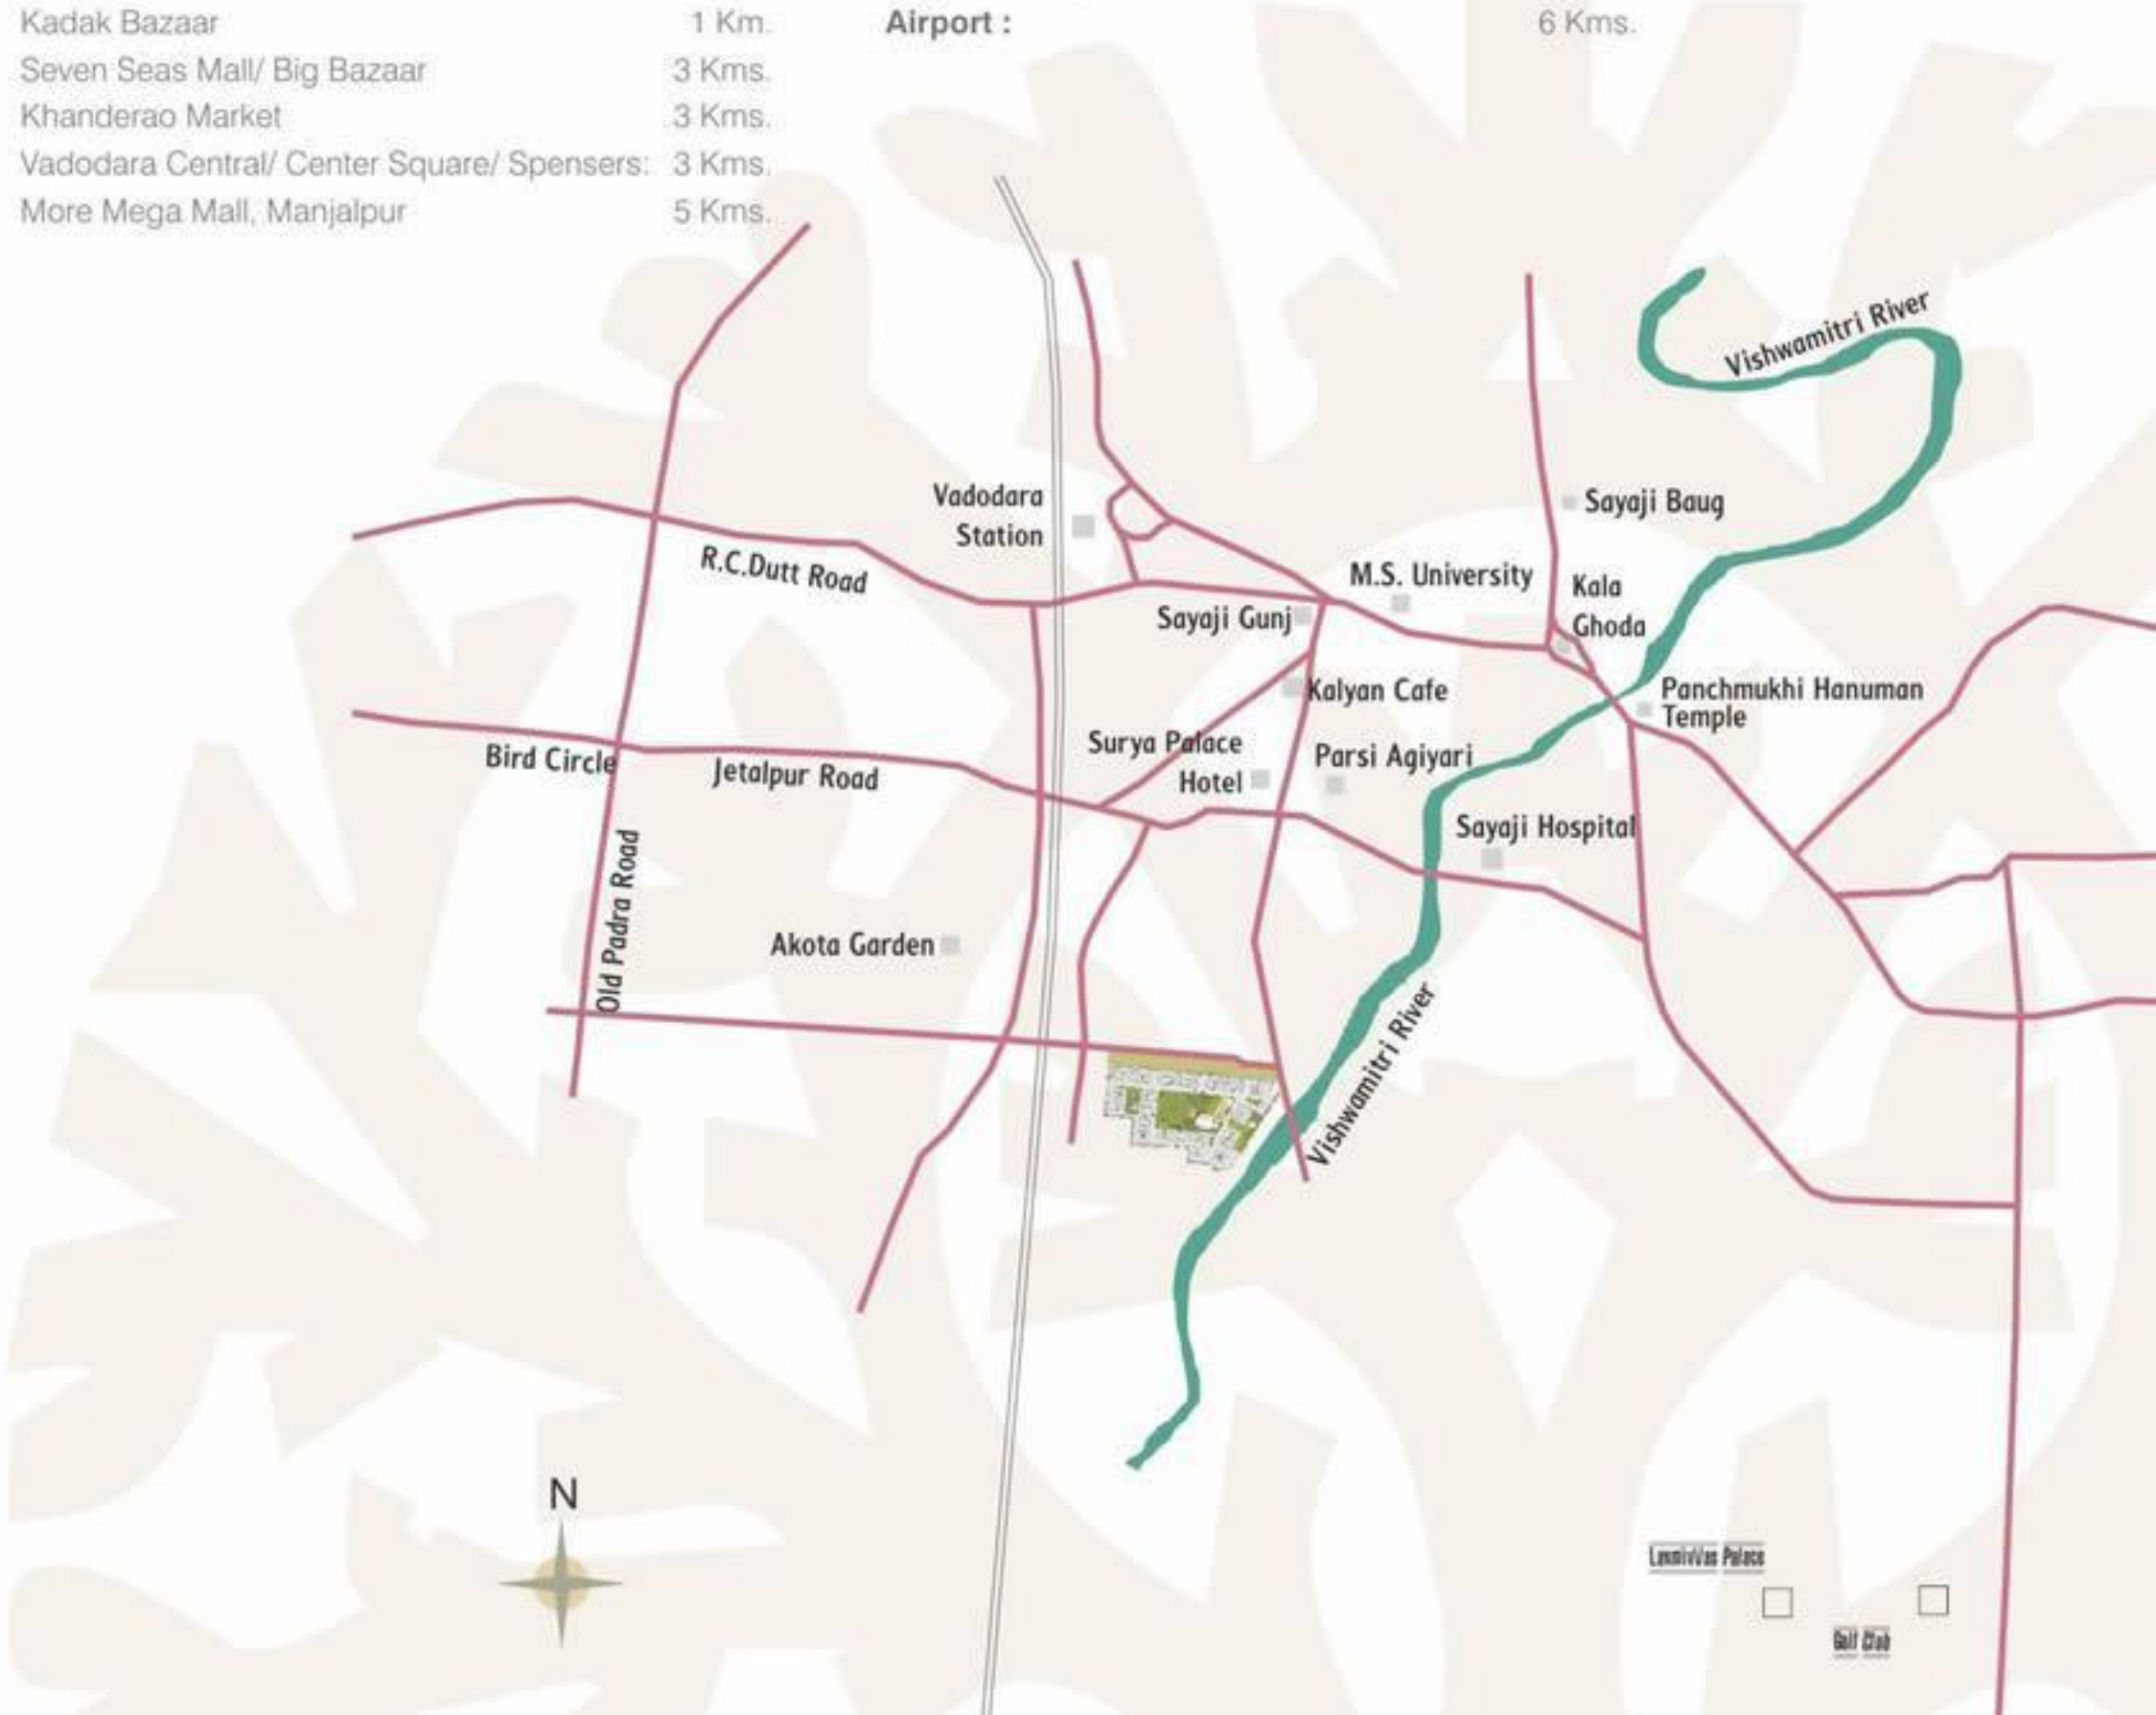 Kadak Bazaar 1 Km.
Airport : 6 Kms.
Seven Seas Mall/ Big Bazaar 3 Kms.
Khanderao Market 3 Kms.
Vadodara Central/ Center Square/ Spensers: 3 Kms.
More Mega Mall, Manjalpur 5 Kms.
Vishwamitri River
Vadodara
Station
Sayaji Baug
R.C.Dutt Road
M.S. University
Kala
Ghoda
Sayaji Gunj
Kalyan Cafe
Panchmukhi Hanuman
Temple
Bird Circle
Jetalpur Road
Surya Palace
Hotel
Parsi Agiyari
Sayaji Hospital
Old Padra Road
Akota Garden
Vishwamitri River
N
Palace
Golf Club